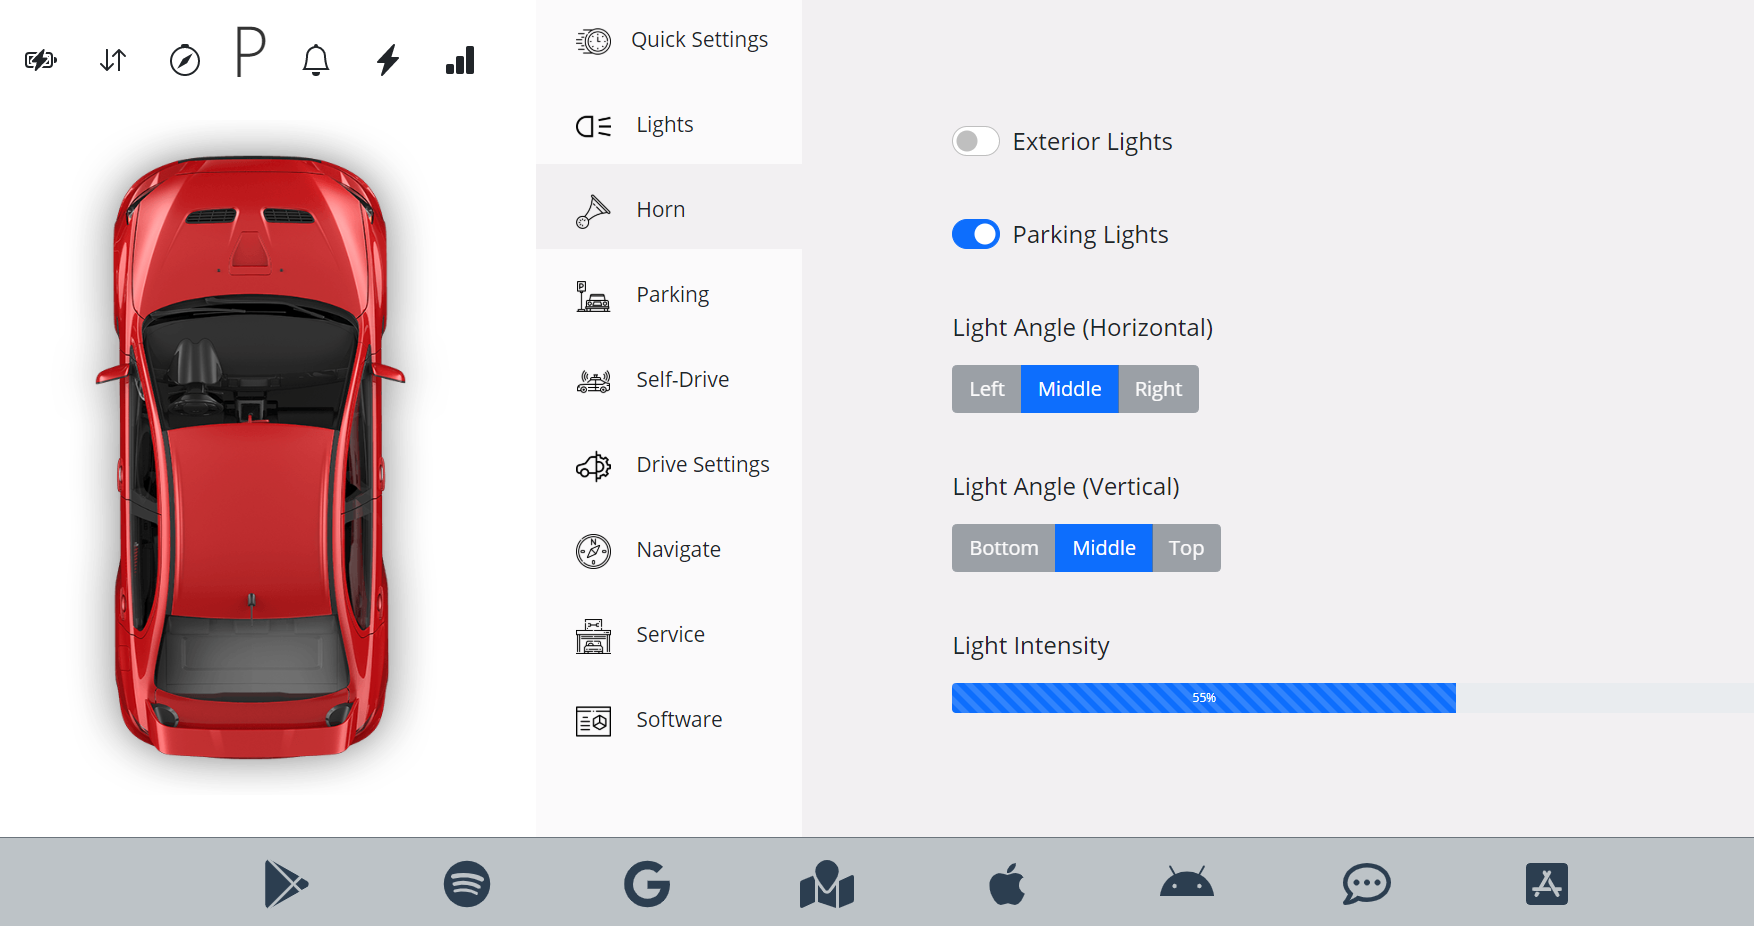 P
Quick Settings
Lights
Horn
Parking
Self-Drive
Drive Settings
Navigate
Service
Software
Exterior Lights
Parking Lights
Light Angle (Horizontal)
Left Middle Right
Light Angle (Vertical)
Bottom Middle Top
Light Intensity
55%